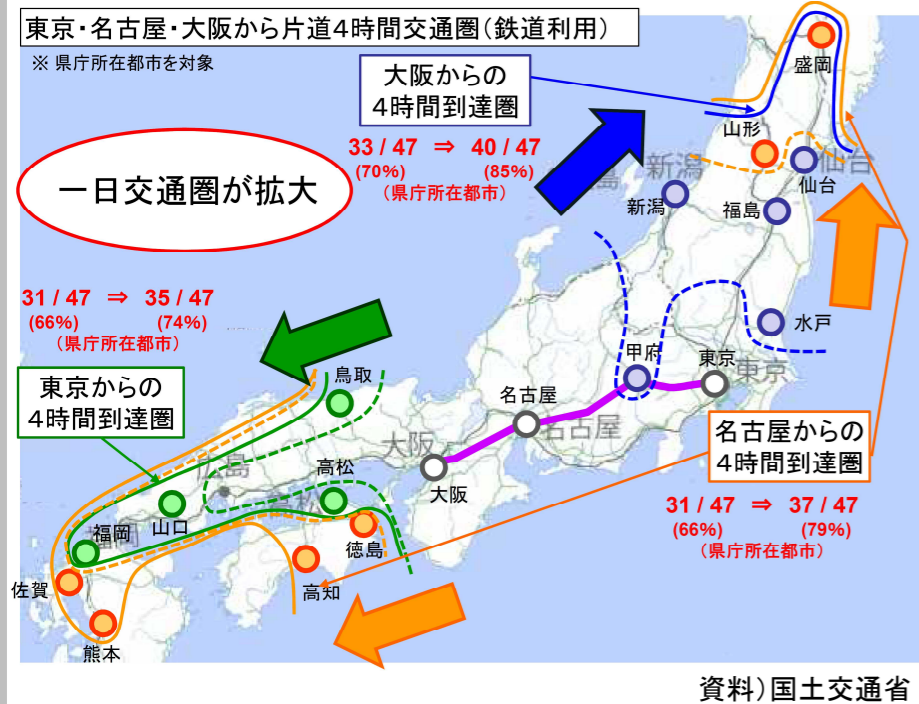 東京・名古屋・大阪から片道4時間交通圏(鉄道利用)
※ 県庁所在都市を対象
大阪からの
4時間到達圏
33 / 47 ⇒ 40 / 47
(70%) (85%)
(県庁所在都市)
一日交通圏が拡大
盛岡
山形
仙台
仙台
新潟
新潟
福島
水戸
31 / 47 ⇒ 35 / 47
(66%) (74%)
(県庁所在都市)
東京からの
4時間到達圏
鳥取
甲府
東京
東京
名古屋
名古屋
大阪
大阪
広島
高松
高松
山口
福岡
福岡
徳島
高知
佐賀
熊本
名古屋からの
4時間到達圏
31 / 47 ⇒ 37 / 47
(66%) (79%)
(県庁所在都市)
資料)国土交通省